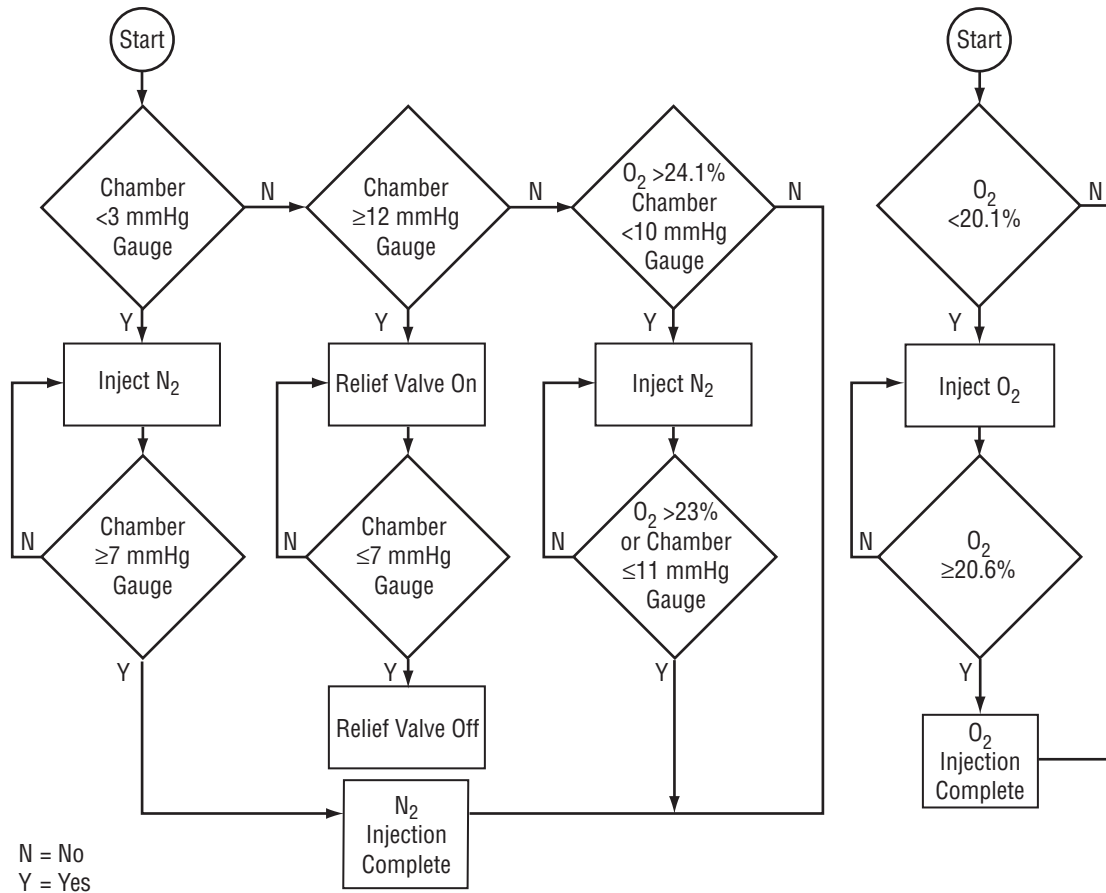 Start
Chamber
<3 mmHg
Gauge
N
Y
Inject N₂
Chamber
≥7 mmHg
Gauge
N
Y
Chamber
≥12 mmHg
Gauge
N
Y
Relief Valve On
Chamber
≤7 mmHg
Gauge
N
Y
Relief Valve Off
O₂ >24.1%
Chamber
<10 mmHg
Gauge
N
Y
Inject N₂
O₂ >23%
or Chamber
≤11 mmHg
Gauge
N
Y
N₂
Injection
Complete
Start
O₂
<20.1%
N
Y
Inject O₂
O₂
≥20.6%
N
Y
O₂
Injection
Complete
N = No
Y = Yes